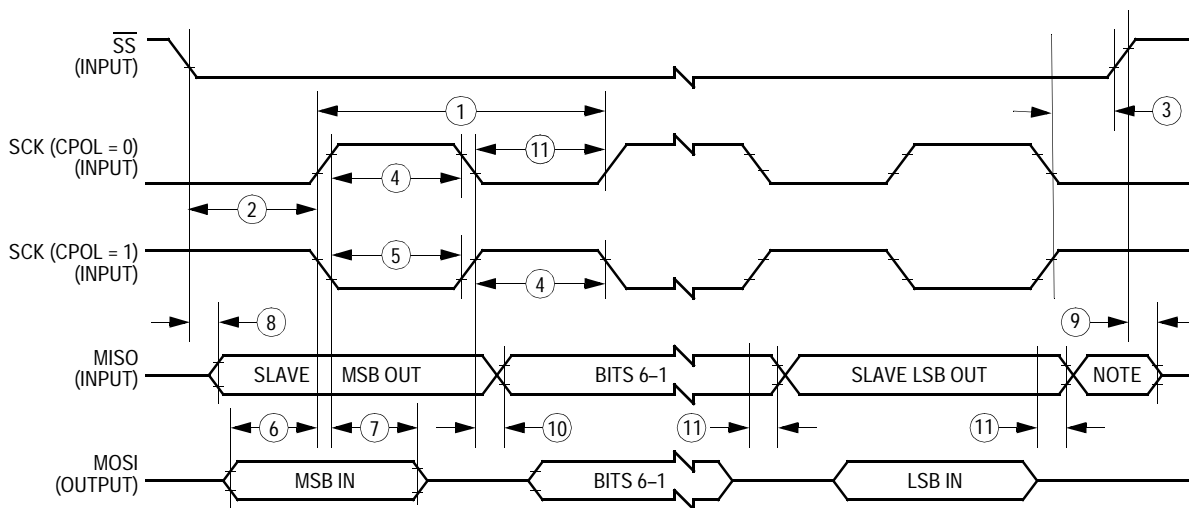 SS
(INPUT)
1
3
SCK (CPOL = 0)
(INPUT)
11
4
2
SCK (CPOL = 1)
(INPUT)
5
4
8
9
MISO
(INPUT)
SLAVE MSB OUT
BITS 6–1
SLAVE LSB OUT
NOTE
6
7
10
11
11
MOSI
(OUTPUT)
MSB IN
BITS 6–1
LSB IN